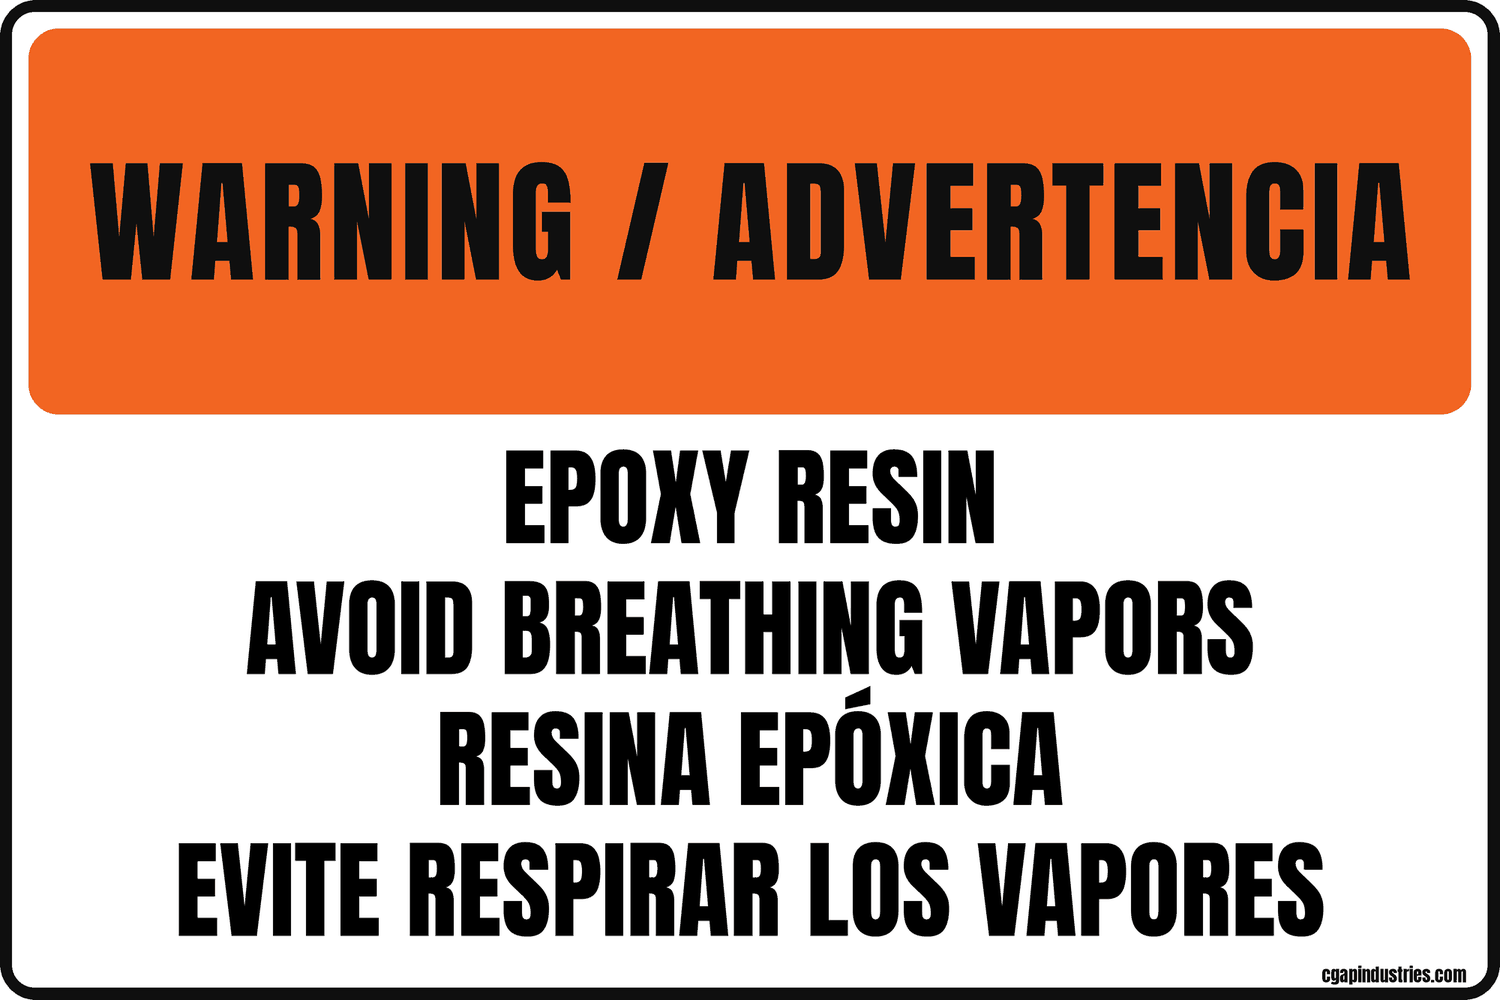 WARNING / ADVERTENCIA
EPOXY RESIN
AVOID BREATHING VAPORS
RESINA EPÓXICA
EVITE RESPIRAR LOS VAPORES
cgapindustries.com